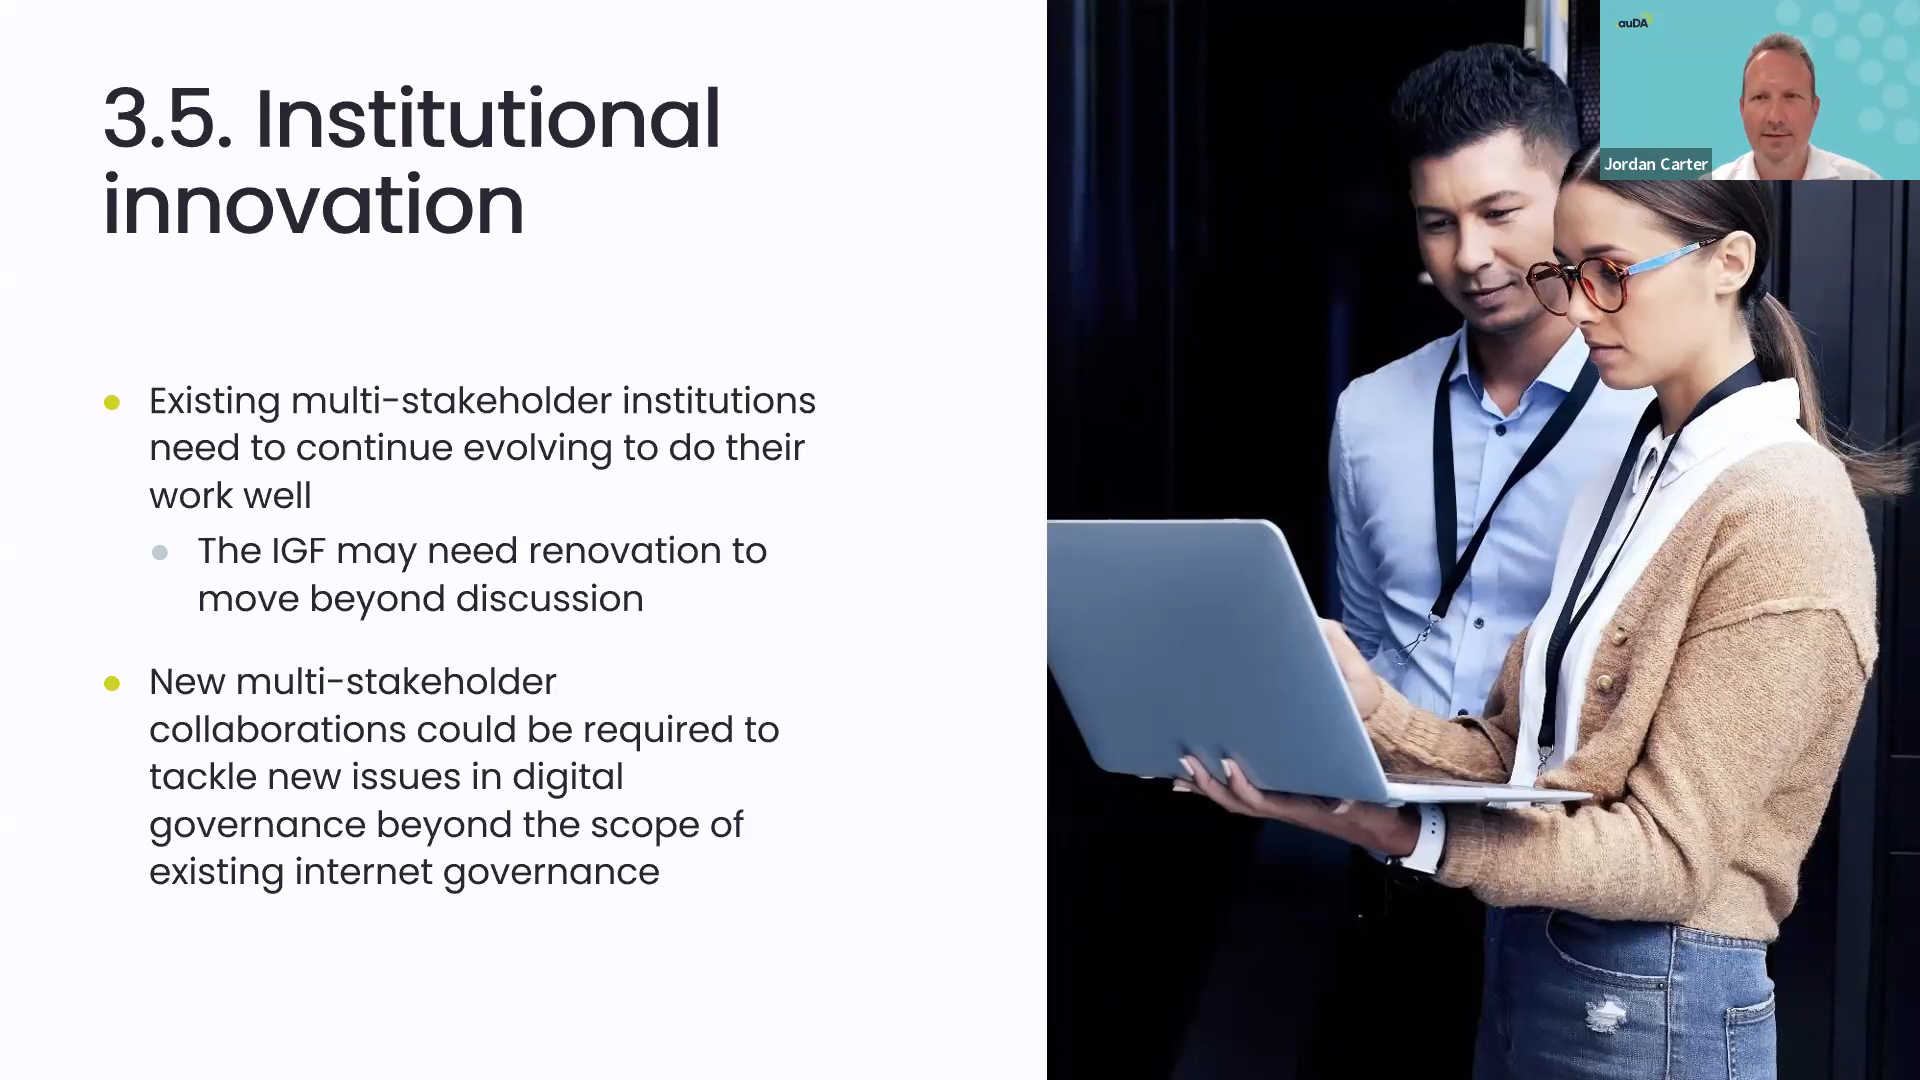 3.5. Institutional
innovation
Existing multi-stakeholder institutions
need to continue evolving to do their
work well
The IGF may need renovation to
move beyond discussion
New multi-stakeholder
collaborations could be required to
tackle new issues in digital
governance beyond the scope of
existing internet governance
auDA
Jordan Carter